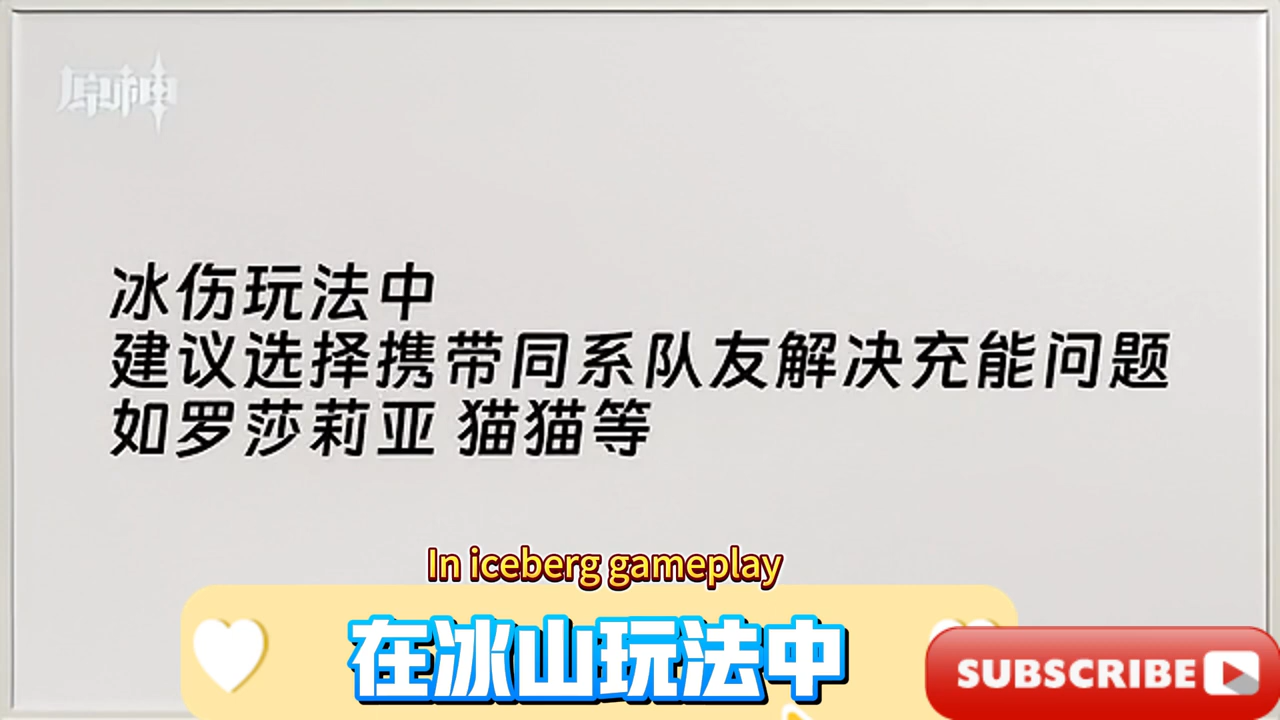 原神
冰伤玩法中
建议选择携带同系队友解决充能问题
如罗莎莉亚 猫猫等
In iceberg gameplay
在冰山玩法中
SUBSCRIBE